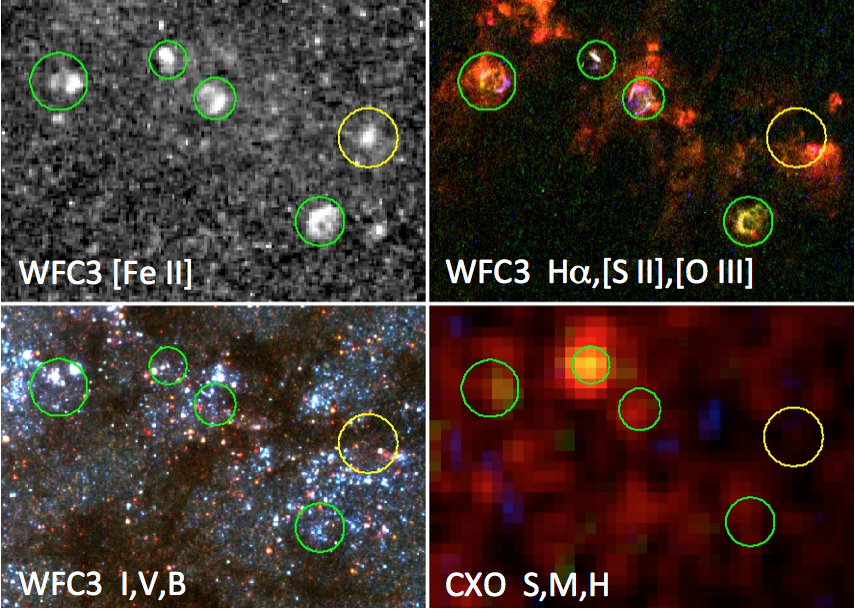 WFC3 [Fe II]
WFC3 Hα,[S II],[O III]
WFC3 I,V,B
CXO S,M,H